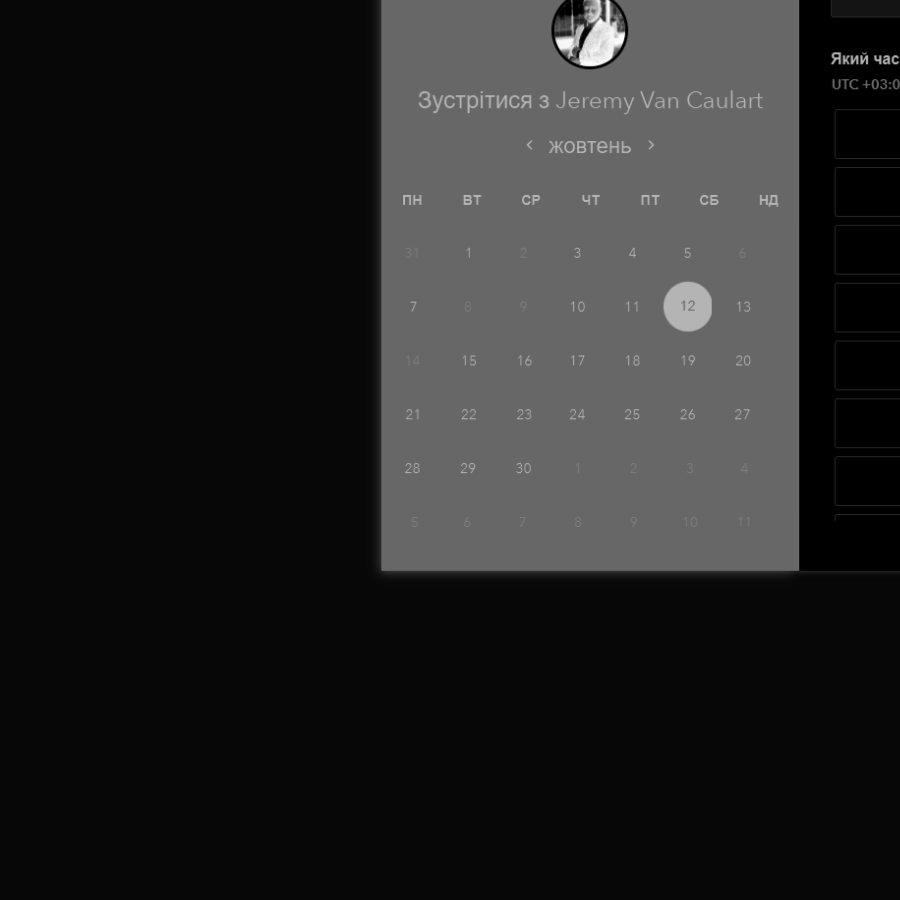 Зустрітися з Jeremy Van Caulart
жовтень
ПН ВТ СР ЧТ ПТ СБ НД
31 1 2 3 4 5 6
7 8 9 10 11 12 13
14 15 16 17 18 19 20
21 22 23 24 25 26 27
28 29 30 1 2 3 4
5 6 7 8 9 10 11
Який час
UTC +03:0